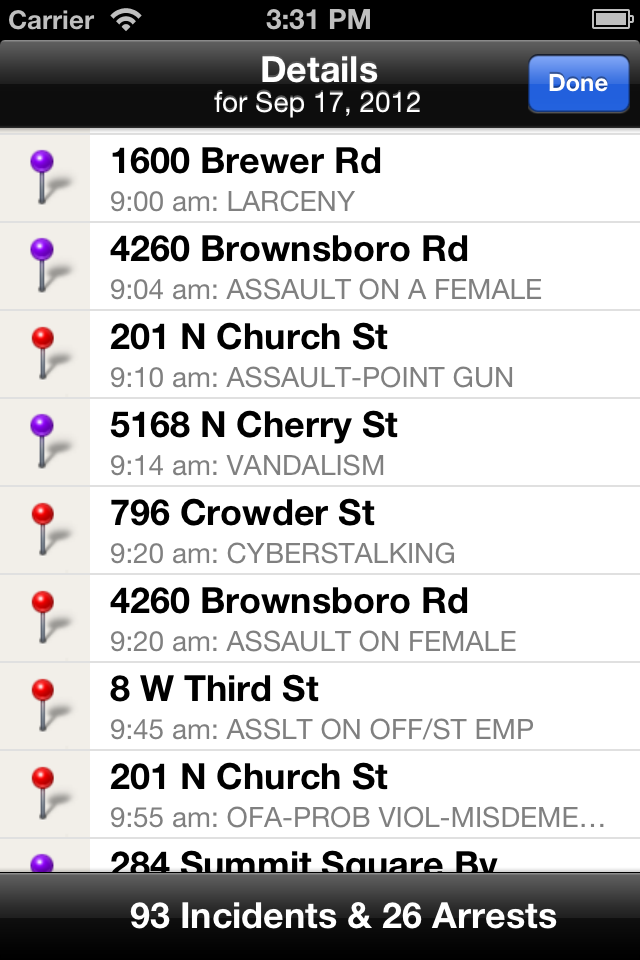 Carrier 3:31 PM
Details
for Sep 17, 2012
Done
1600 Brewer Rd
9:00 am: LARCENY
4260 Brownsboro Rd
9:04 am: ASSAULT ON A FEMALE
201 N Church St
9:10 am: ASSAULT-POINT GUN
5168 N Cherry St
9:14 am: VANDALISM
796 Crowder St
9:20 am: CYBERSTALKING
4260 Brownsboro Rd
9:20 am: ASSAULT ON FEMALE
8 W Third St
9:45 am: ASSLT ON OFF/ST EMP
201 N Church St
9:55 am: OFA-PROB VIOL-MISDEME…
284 Summit Square Bv
93 Incidents & 26 Arrests